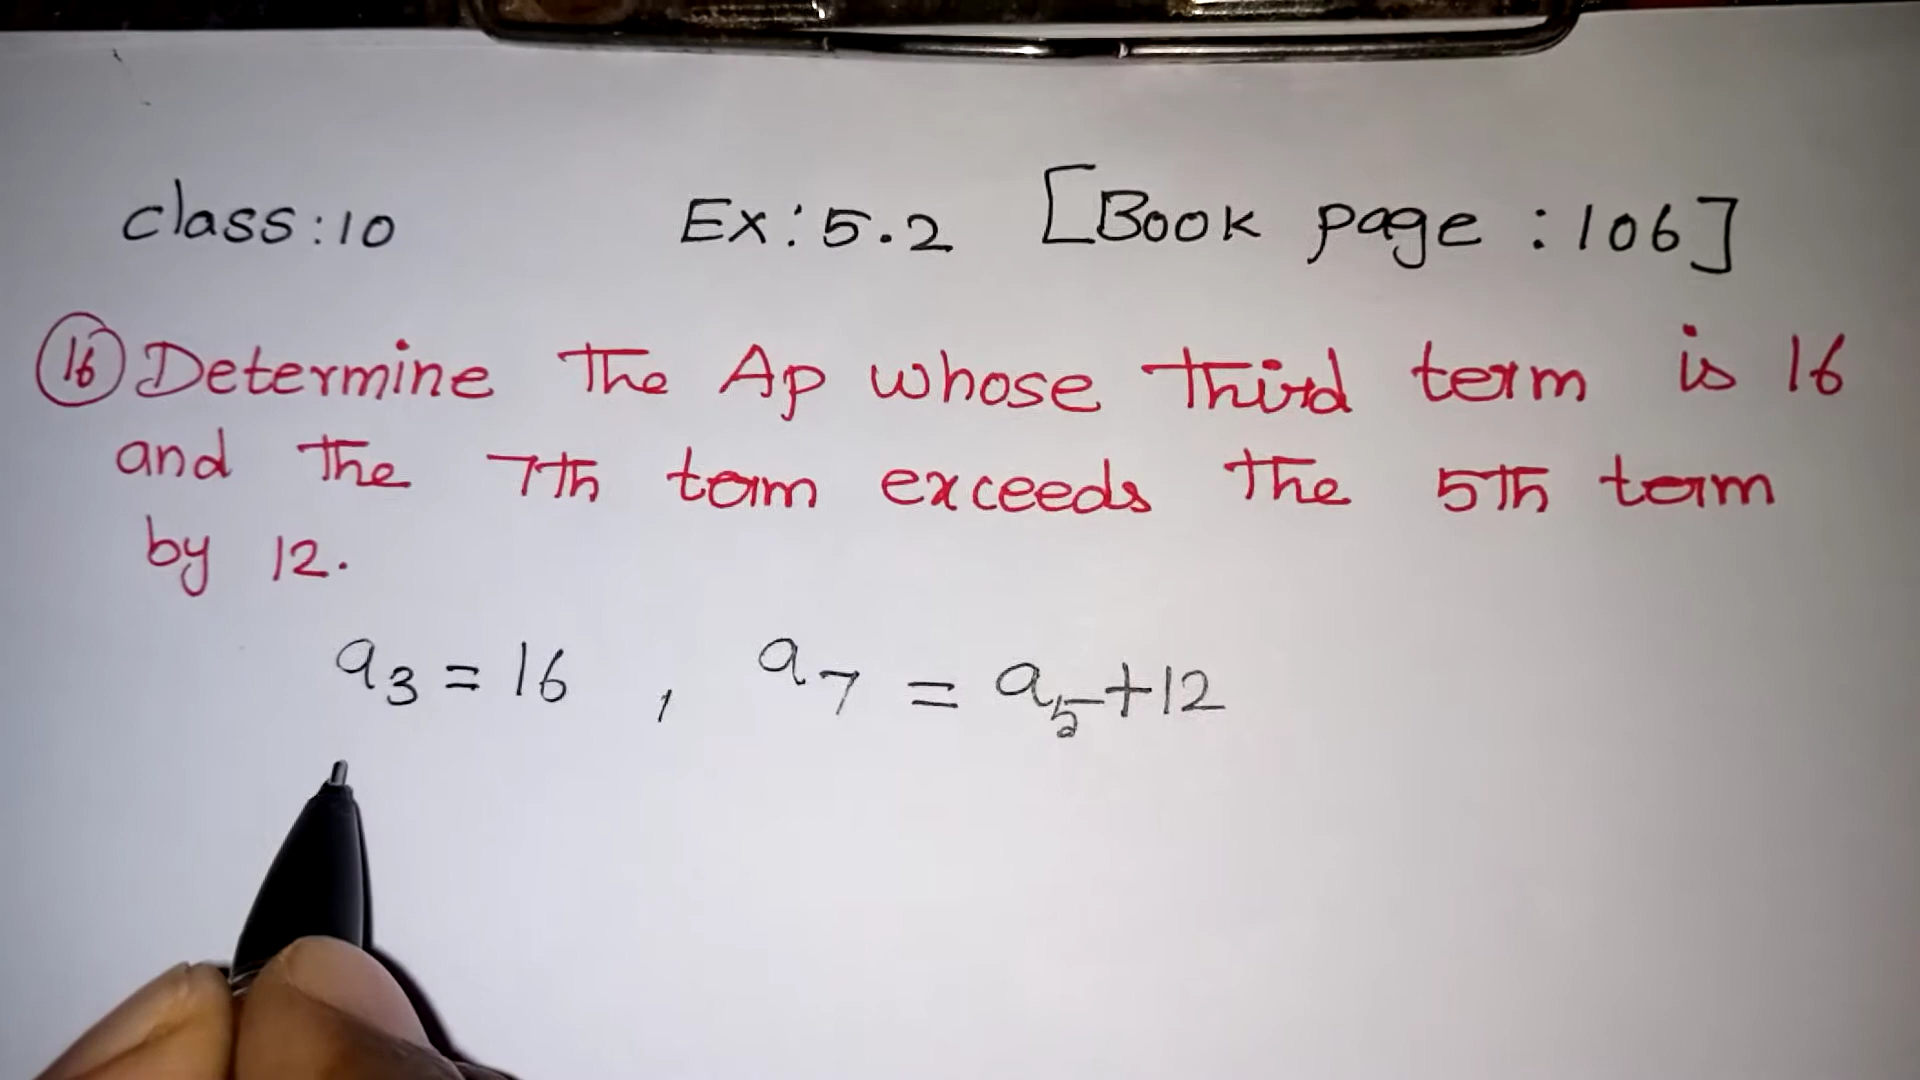 class:10 Ex:5.2 [Book page :106]
16 Determine the Ap whose third term is 16
and the 7th term exceeds the 5th term
by 12.
a₃ = 16 , a₇ = a₅+12